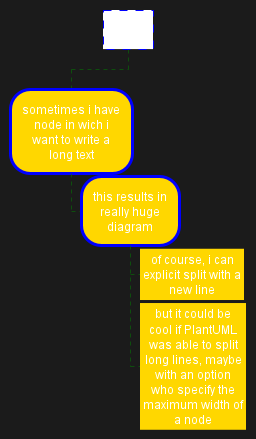 sometimes i have
node in wich i
want to write a
long text
this results in
really huge
diagram
of course, i can
explicit split with a
new line
but it could be
cool if PlantUML
was able to split
long lines, maybe
with an option
who specify the
maximum width of
a node